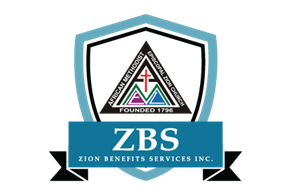 AFRICAN METHODIST
EPISCOPAL ZION CHURCH
FOUNDED 1796
ZBS
ZION BENEFITS SERVICES INC.